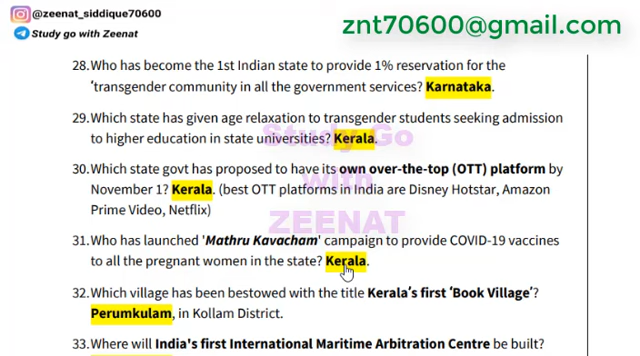 @zeenat_siddique70600
Study go with Zeenat
znt70600@gmail.com
28. Who has become the 1st Indian state to provide 1% reservation for the
'transgender community in all the government services? Karnataka.
29. Which state has given age relaxation to transgender students seeking admission
to higher education in state universities? Kerala.
30. Which state govt has proposed to have its own over-the-top (OTT) platform by
November 1? Kerala. (best OTT platforms in India are Disney Hotstar, Amazon
Prime Video, Netflix)
31. Who has launched 'Mathru Kavacham' campaign to provide COVID-19 vaccines
to all the pregnant women in the state? Kerala.
32. Which village has been bestowed with the title Kerala's first 'Book Village'?
Perumkulam, in Kollam District.
33. Where will India's first International Maritime Arbitration Centre be built?
Study Go
with
ZEENAT